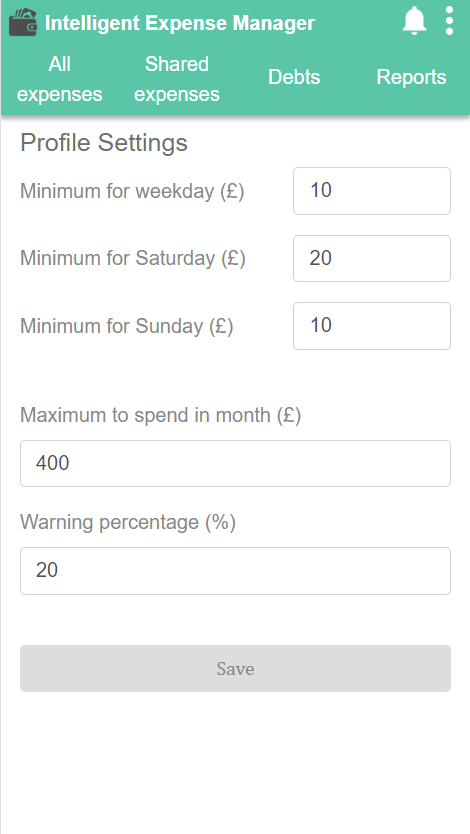 Intelligent Expense Manager
All expenses
Shared expenses
Debts
Reports
Profile Settings
Minimum for weekday (£)
10
Minimum for Saturday (£)
20
Minimum for Sunday (£)
10
Maximum to spend in month (£)
400
Warning percentage (%)
20
Save